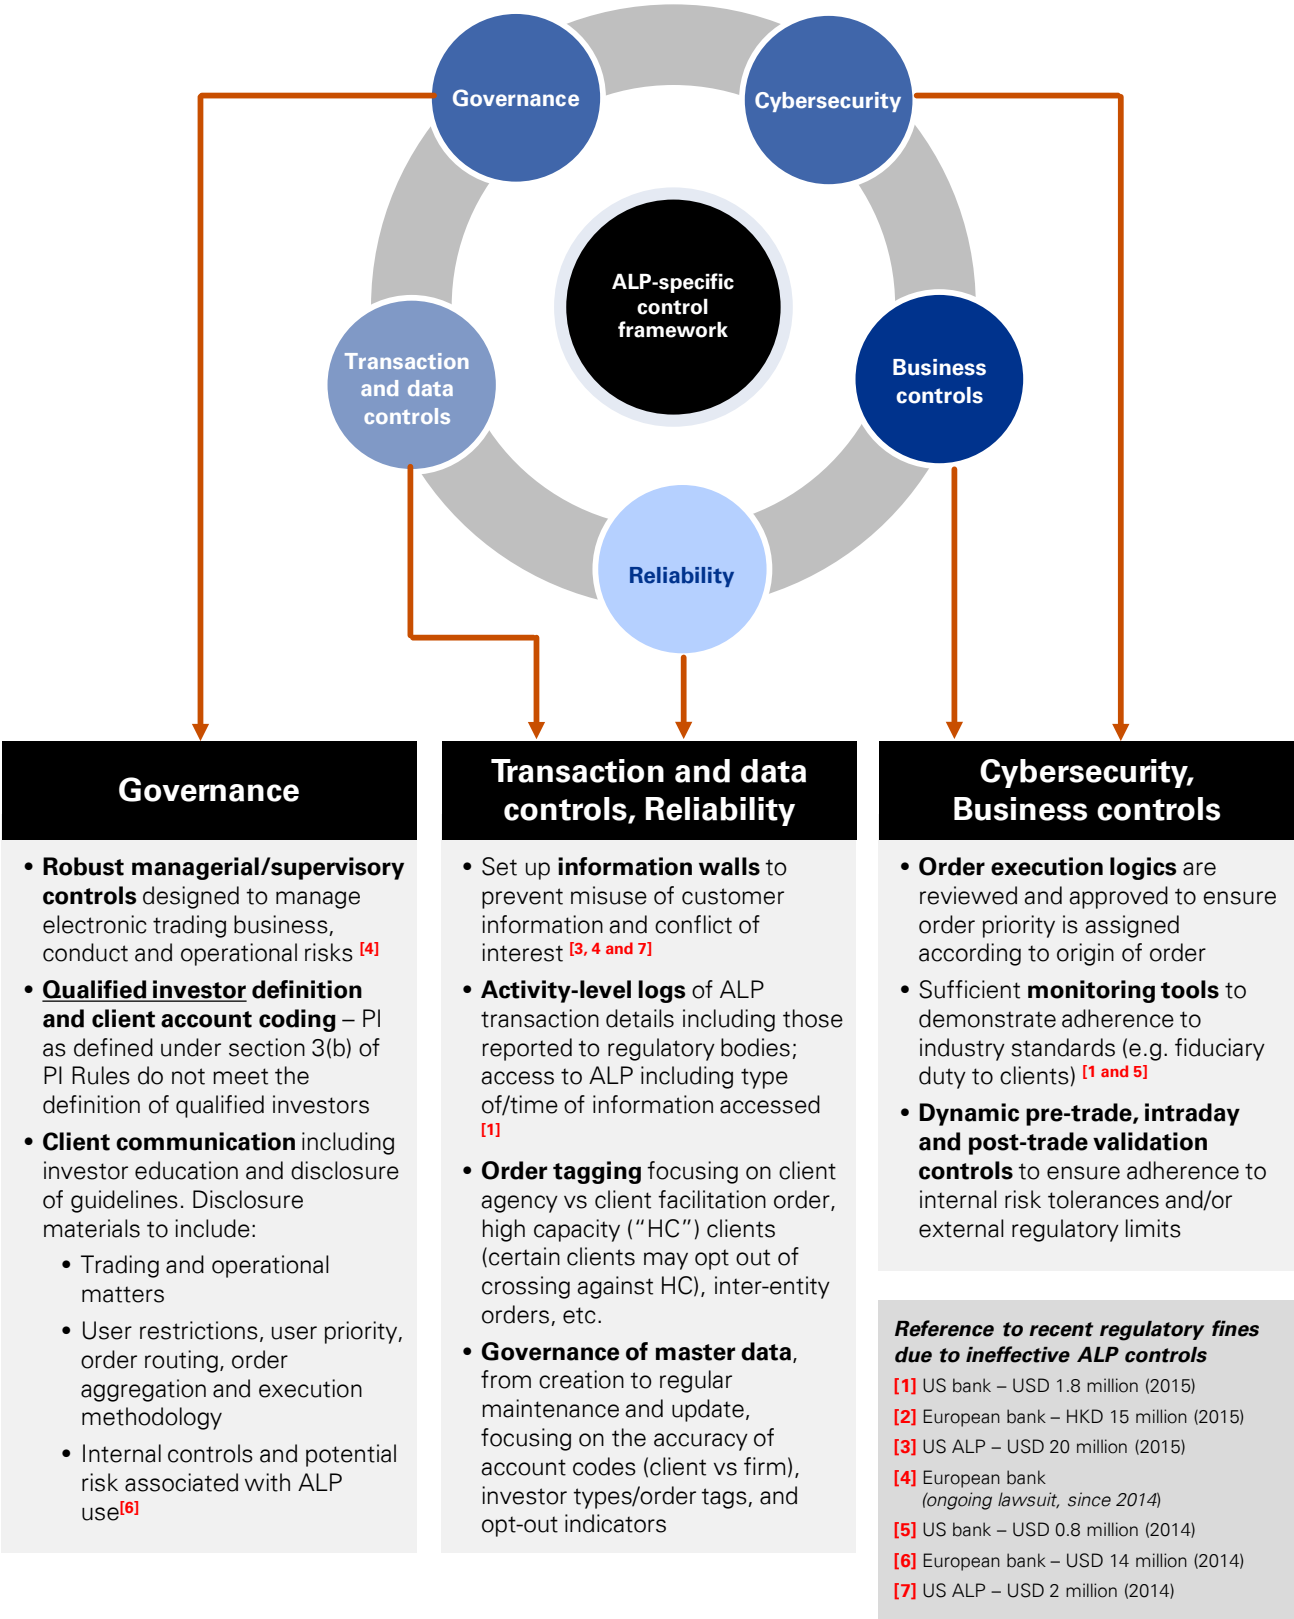 Governance
Cybersecurity
ALP-specific
control
framework
Transaction
and data
controls
Business
controls
Reliability
Governance
• Robust managerial/supervisory
controls designed to manage
electronic trading business,
conduct and operational risks [4]
• Qualified investor definition
and client account coding – PI
as defined under section 3(b) of
PI Rules do not meet the
definition of qualified investors
• Client communication including
investor education and disclosure
of guidelines. Disclosure
materials to include:
• Trading and operational
matters
• User restrictions, user priority,
order routing, order
aggregation and execution
methodology
• Internal controls and potential
risk associated with ALP
use[6]
Transaction and data
controls, Reliability
• Set up information walls to
prevent misuse of customer
information and conflict of
interest [3, 4 and 7]
• Activity-level logs of ALP
transaction details including those
reported to regulatory bodies;
access to ALP including type
of/time of information accessed
[1]
• Order tagging focusing on client
agency vs client facilitation order,
high capacity (“HC”) clients
(certain clients may opt out of
crossing against HC), inter-entity
orders, etc.
• Governance of master data,
from creation to regular
maintenance and update,
focusing on the accuracy of
account codes (client vs firm),
investor types/order tags, and
opt-out indicators
Cybersecurity,
Business controls
• Order execution logics are
reviewed and approved to ensure
order priority is assigned
according to origin of order
• Sufficient monitoring tools to
demonstrate adherence to
industry standards (e.g. fiduciary
duty to clients) [1 and 5]
• Dynamic pre-trade, intraday
and post-trade validation
controls to ensure adherence to
internal risk tolerances and/or
external regulatory limits
Reference to recent regulatory fines
due to ineffective ALP controls
[1] US bank – USD 1.8 million (2015)
[2] European bank – HKD 15 million (2015)
[3] US ALP – USD 20 million (2015)
[4] European bank
(ongoing lawsuit, since 2014)
[5] US bank – USD 0.8 million (2014)
[6] European bank – USD 14 million (2014)
[7] US ALP – USD 2 million (2014)